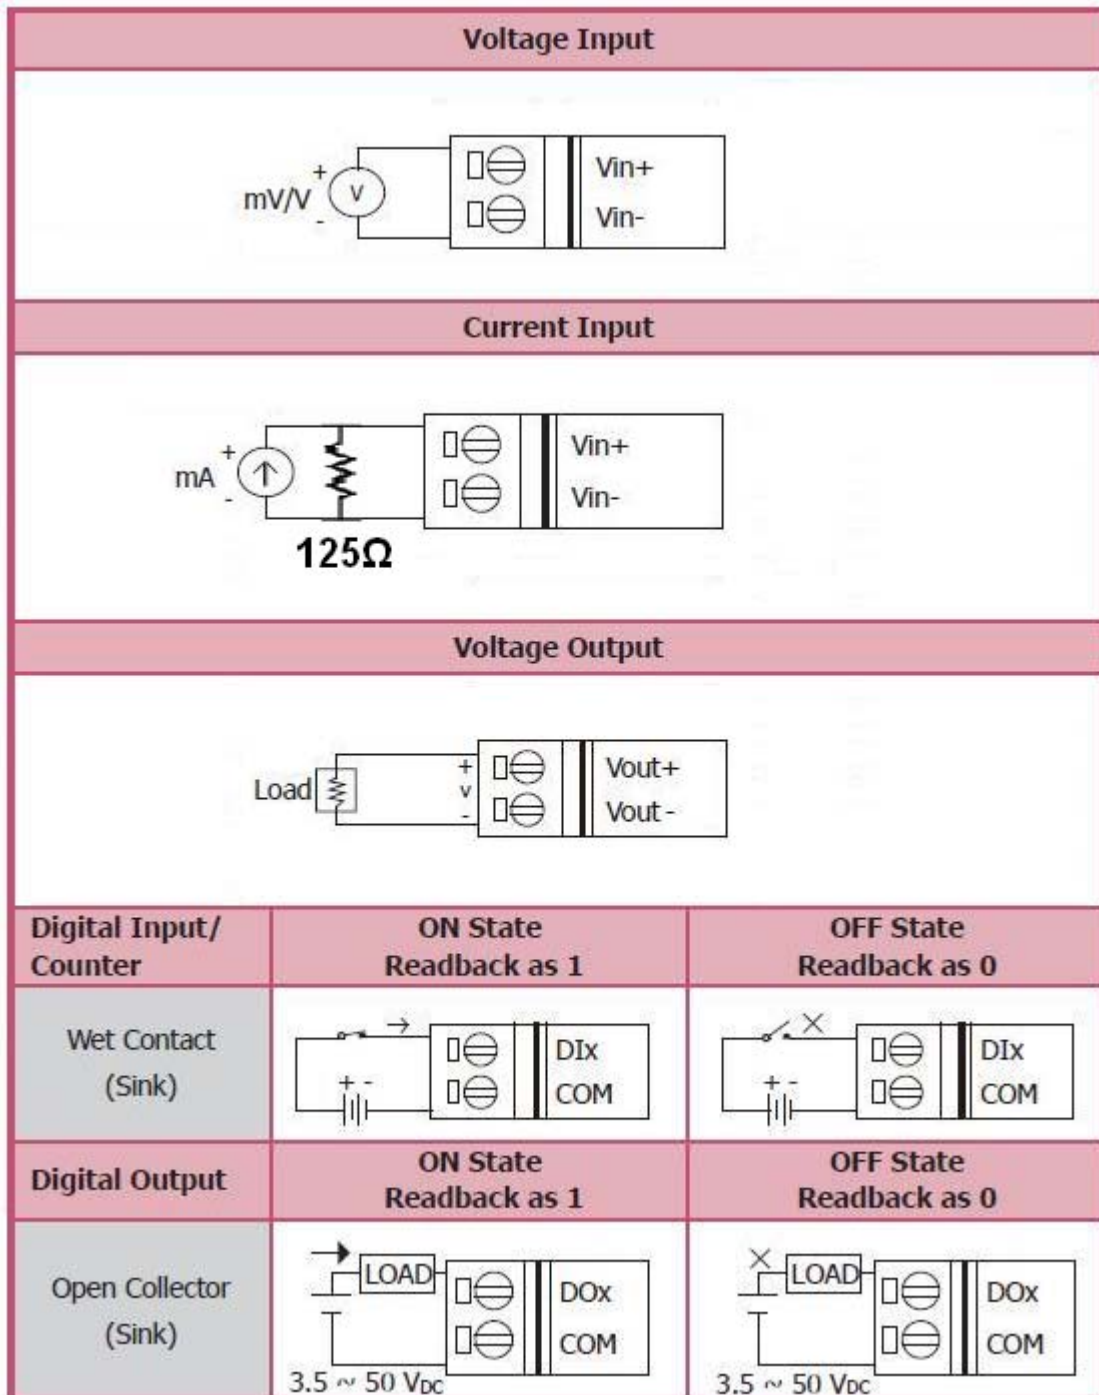 Voltage Input
+
mV/V
-
V
Vin+
Vin-
Current Input
+
mA
-
125Ω
Vin+
Vin-
Voltage Output
Load
+
v
-
Vout+
Vout -
Digital Input/
Counter
ON State
Readback as 1
OFF State
Readback as 0
Wet Contact
(Sink)
+ -
DIx
COM
+ -
DIx
COM
Digital Output
ON State
Readback as 1
OFF State
Readback as 0
Open Collector
(Sink)
LOAD
DOx
COM
3.5 ~ 50 VDC
LOAD
DOx
COM
3.5 ~ 50 VDC